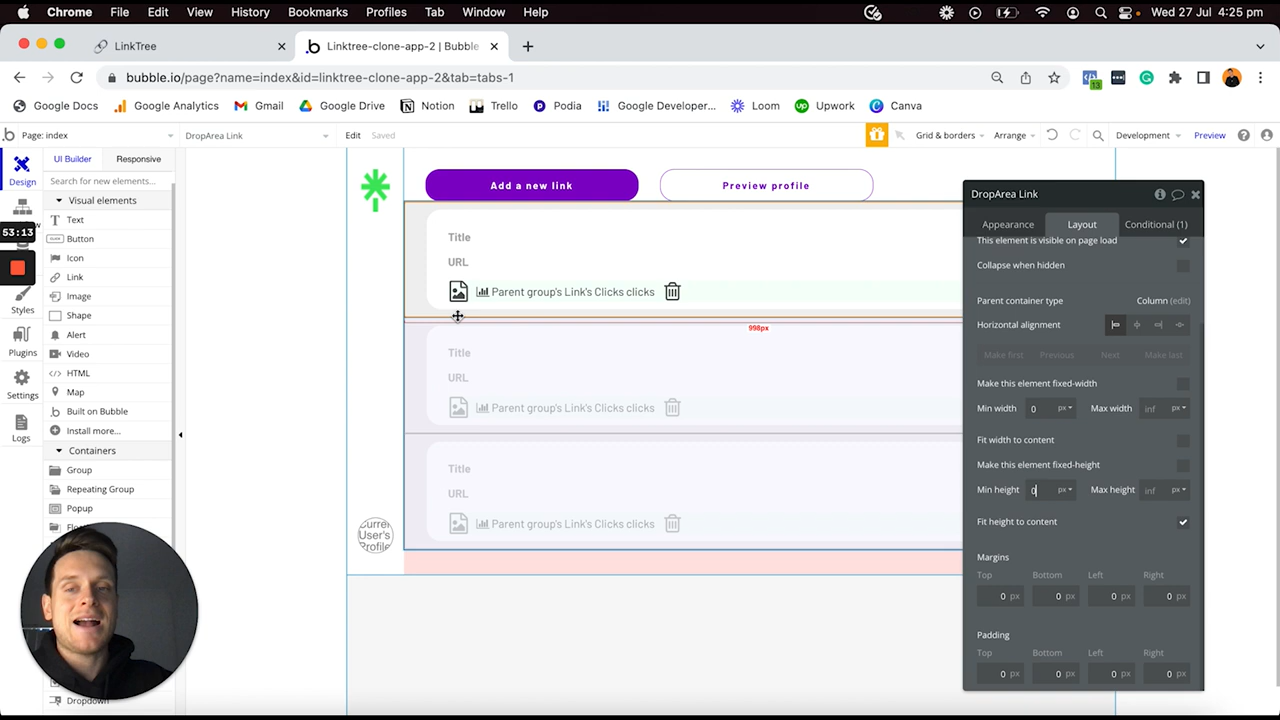 Chrome File Edit View History Bookmarks Profiles Tab Window Help Wed 27 Jul 4:25 pm
LinkTree Linktree-clone-app-2 | Bubble
bubble.io/page?name=index&id=linktree-clone-app-2&tab=tabs-1 13
Google Docs Google Analytics Gmail Google Drive Notion Trello Podia Google Developer... Loom Upwork Canva
Page: index DropArea Link Edit Saved Grid & borders Arrange Development Preview
UI Builder Responsive
Design
Search for new elements...
Visual elements
Text
Button
Icon
Link
Image
Shape
Alert
Video
HTML
Map
Built on Bubble
Install more...
Containers
Group
Repeating Group
Popup
Dropdown
53:13
Styles
Plugins
Settings
Logs
Add a new link Preview profile
Title
URL
Parent group's Link's Clicks clicks
998px
Title
URL
Parent group's Link's Clicks clicks
Title
URL
Parent group's Link's Clicks clicks
User's
DropArea Link
Appearance Layout Conditional (1)
This element is visible on page load
Collapse when hidden
Parent container type Column (edit)
Horizontal alignment
Make first Previous Next Make last
Make this element fixed-width
Min width 0 px Max width inf px
Fit width to content
Make this element fixed-height
Min height 0 px Max height inf px
Fit height to content
Margins
Top Bottom Left Right
0 px 0 px 0 px 0 px
Padding
Top Bottom Left Right
0 px 0 px 0 px 0 px